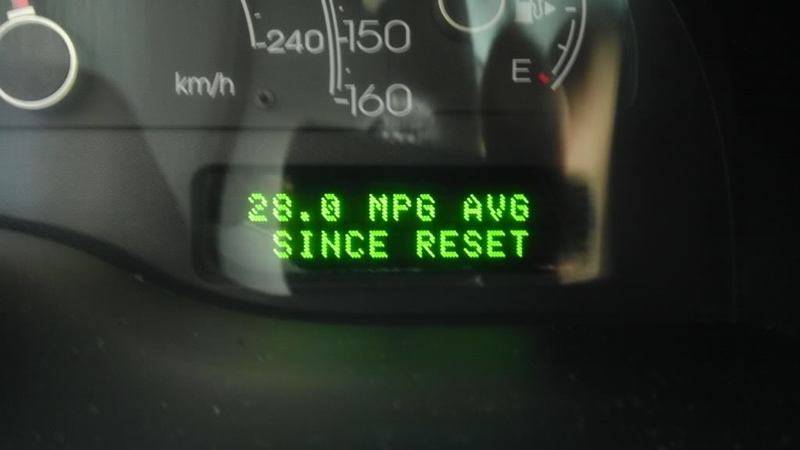 240
150
km/h
160
E
28.0 MPG AVG
SINCE RESET